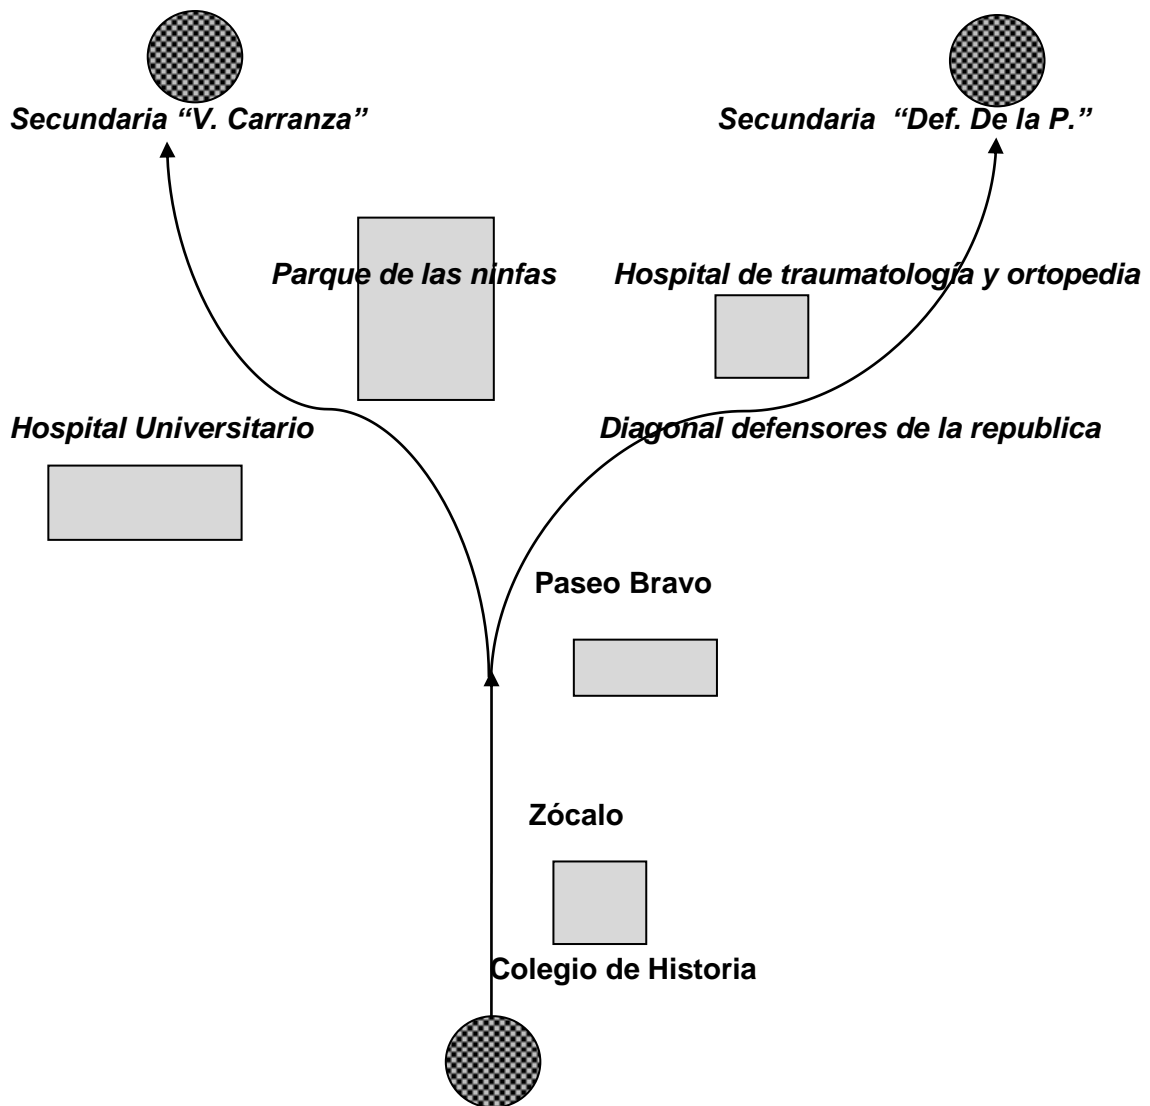 Secundaria “V. Carranza”
Secundaria “Def. De la P.”
Parque de las ninfas
Hospital de traumatología y ortopedia
Hospital Universitario
Diagonal defensores de la republica
Paseo Bravo
Zócalo
Colegio de Historia